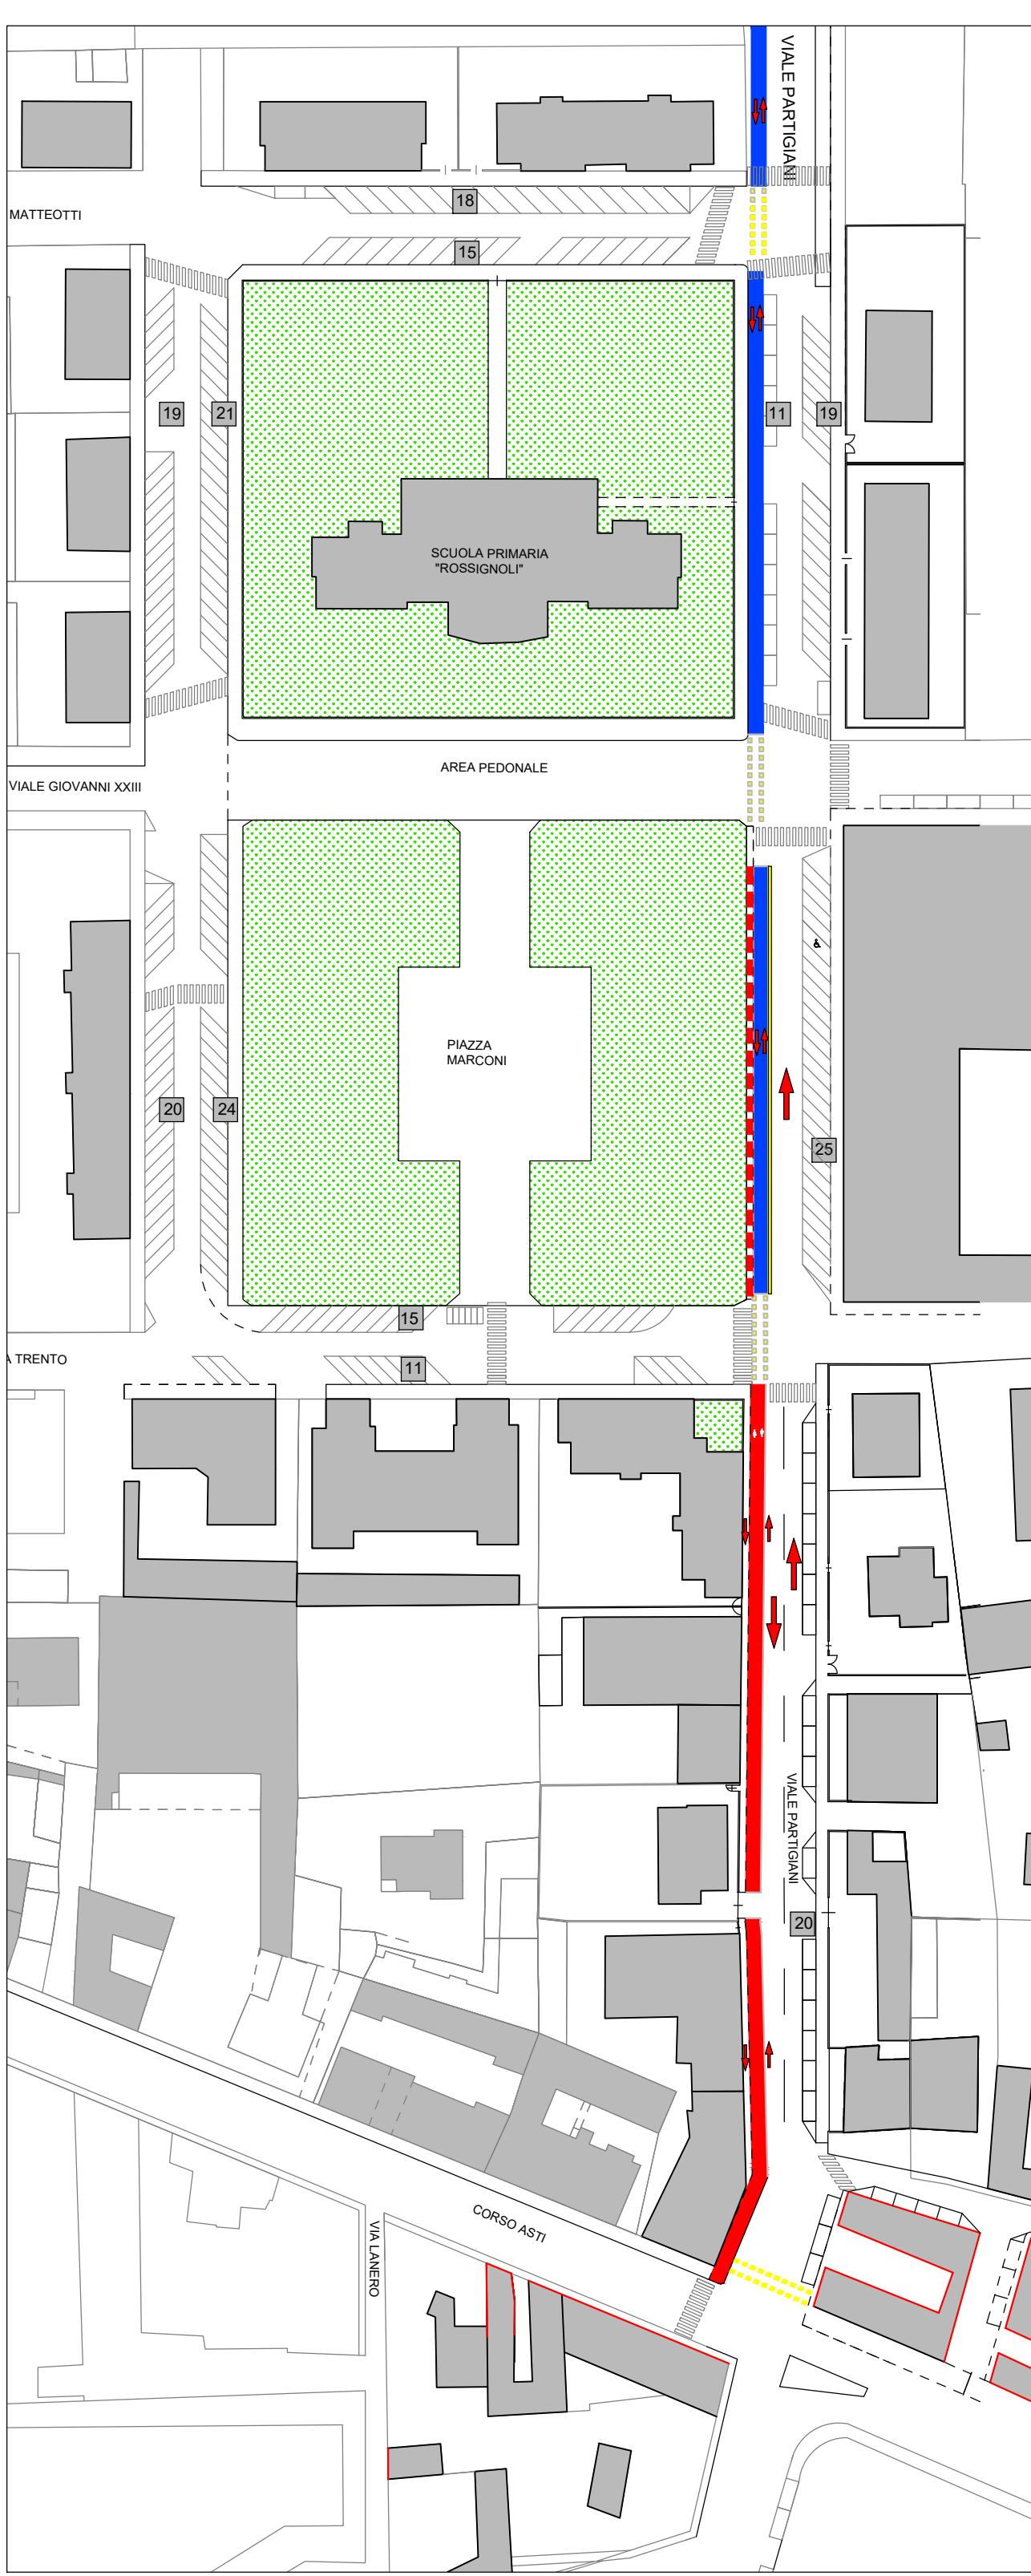 VIALE PARTIGIANI
18
MATTEOTTI
15
19
21
11
19
SCUOLA PRIMARIA
"ROSSIGNOLI"
AREA PEDONALE
VIALE GIOVANNI XXIII
PIAZZA
MARCONI
20
24
25
15
A TRENTO
11
VIALE PARTIGIANI
20
CORSO ASTI
VIA LANERO